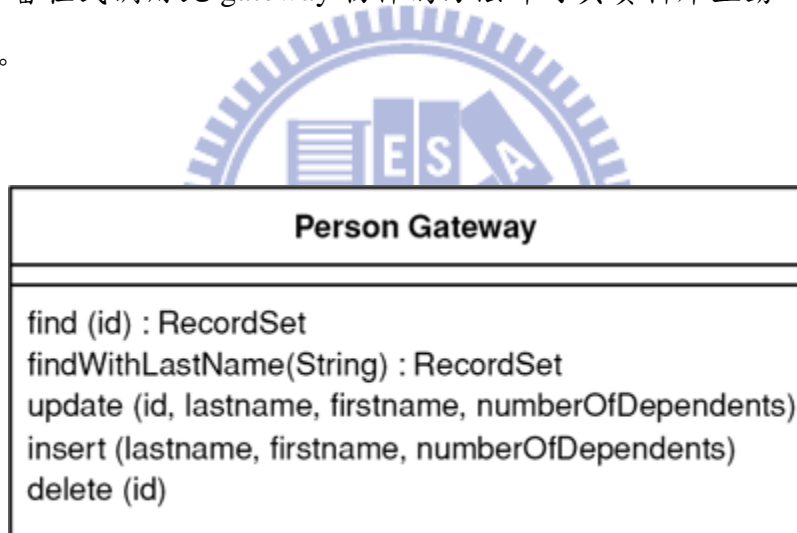 gateway
。
E S A
Person Gateway
find (id) : RecordSet
findWithLastName(String) : RecordSet
update (id, lastname, firstname, numberOfDependents)
insert (lastname, firstname, numberOfDependents)
delete (id)